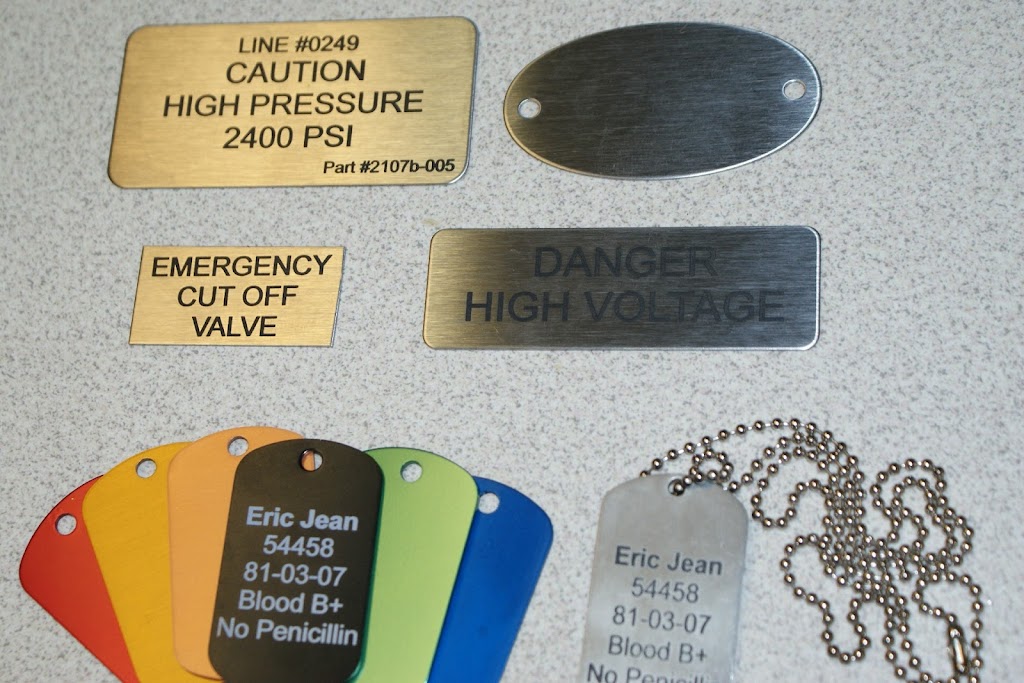 LINE #0249
CAUTION
HIGH PRESSURE
2400 PSI
Part #2107b-005
EMERGENCY
CUT OFF
VALVE
DANGER
HIGH VOLTAGE
Eric Jean
54458
81-03-07
Blood B+
No Penicillin
Eric Jean
54458
81-03-07
Blood B+
No